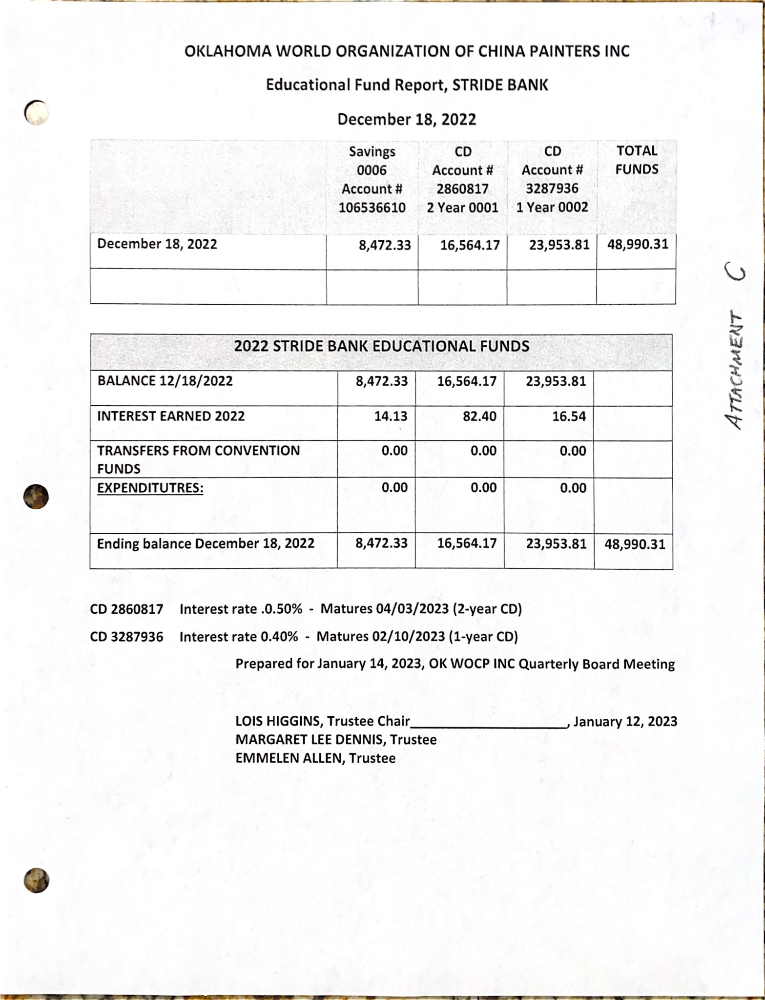 OKLAHOMA WORLD ORGANIZATION OF CHINA PAINTERS INC
Educational Fund Report, STRIDE BANK
December 18, 2022
Savings 0006 Account # 106536610
CD Account # 2860817 2 Year 0001
CD Account # 3287936 1 Year 0002
TOTAL FUNDS
December 18, 2022 8,472.33 16,564.17 23,953.81 48,990.31
2022 STRIDE BANK EDUCATIONAL FUNDS
BALANCE 12/18/2022 8,472.33 16,564.17 23,953.81
INTEREST EARNED 2022 14.13 82.40 16.54
TRANSFERS FROM CONVENTION FUNDS 0.00 0.00 0.00
EXPENDITUTRES: 0.00 0.00 0.00
Ending balance December 18, 2022 8,472.33 16,564.17 23,953.81 48,990.31
CD 2860817 Interest rate .0.50% - Matures 04/03/2023 (2-year CD)
CD 3287936 Interest rate 0.40% - Matures 02/10/2023 (1-year CD)
Prepared for January 14, 2023, OK WOCP INC Quarterly Board Meeting
LOIS HIGGINS, Trustee Chair____________________, January 12, 2023
MARGARET LEE DENNIS, Trustee
EMMELEN ALLEN, Trustee
ATTACHMENT C